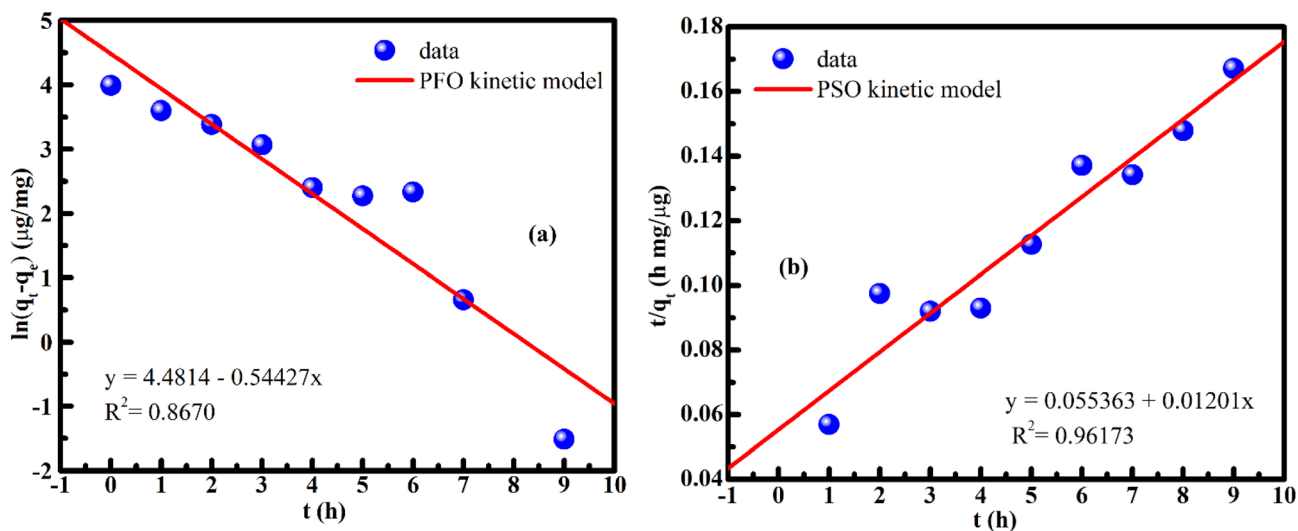 5
4
3
2
1
0
-1
-2
ln(qt-qe) (μg/mg)
data
PFO kinetic model
(a)
y = 4.4814 - 0.54427x
R²= 0.8670
-1 0 1 2 3 4 5 6 7 8 9 10
t (h)
0.18
0.16
0.14
0.12
0.10
0.08
0.06
0.04
t/qt (h mg/μg)
data
PSO kinetic model
(b)
y = 0.055363 + 0.01201x
R²= 0.96173
-1 0 1 2 3 4 5 6 7 8 9 10
t (h)